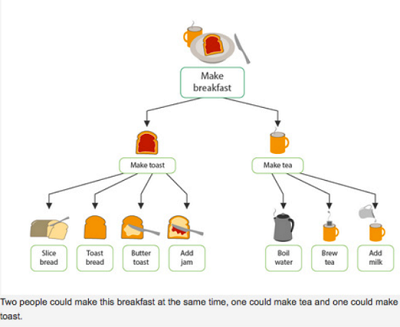 Make
breakfast
Make toast
Make tea
Slice
bread
Toast
bread
Butter
toast
Add
jam
Boil
water
Brew
tea
Add
milk
Two people could make this breakfast at the same time, one could make tea and one could make
toast.